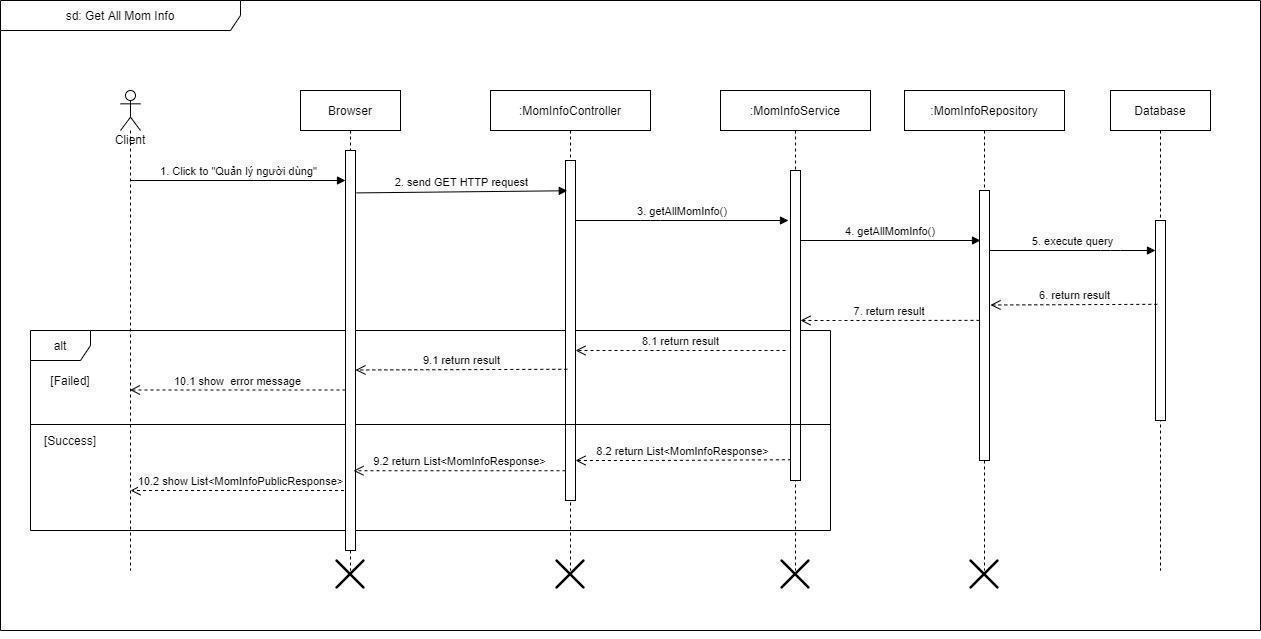 sd: Get All Mom Info
Client
Browser
:MomInfoController
:MomInfoService
:MomInfoRepository
Database
1. Click to "Quản lý người dùng"
2. send GET HTTP request
3. getAllMomInfo()
4. getAllMomInfo()
5. execute query
6. return result
7. return result
alt
8.1 return result
9.1 return result
[Failed]
10.1 show  error message
[Success]
8.2 return List<MomInfoResponse>
9.2 return List<MomInfoResponse>
10.2 show List<MomInfoPublicResponse>